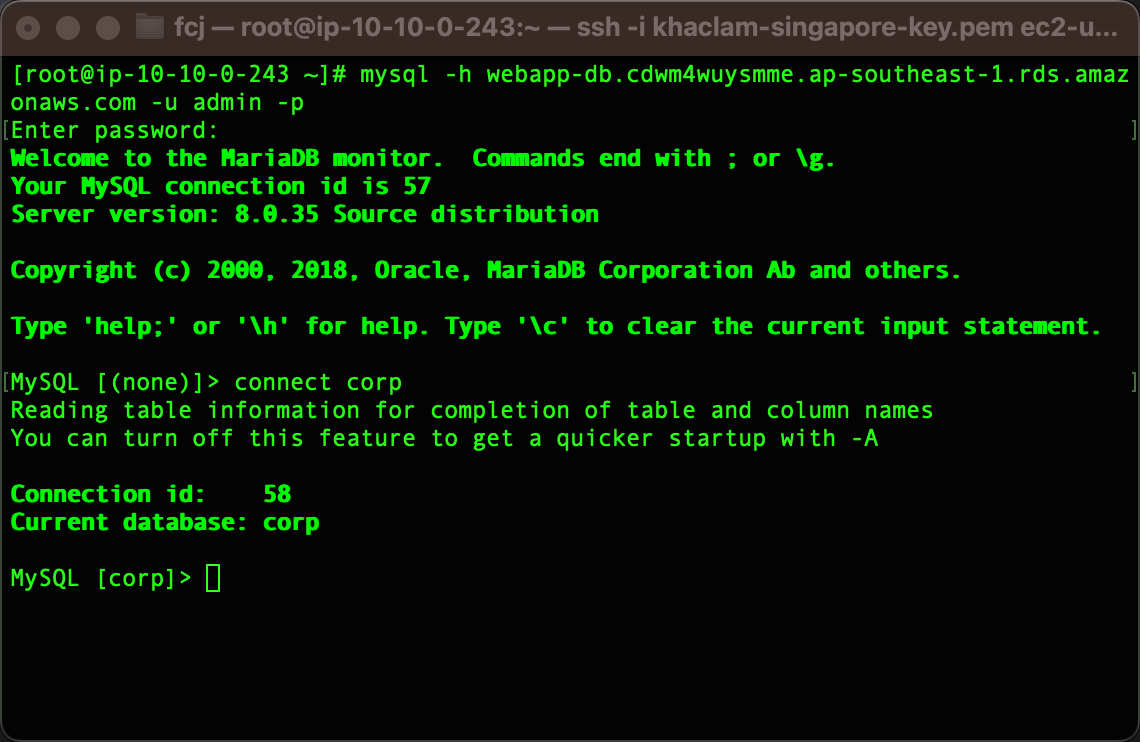 fcj — root@ip-10-10-0-243:~ — ssh -i khaclam-singapore-key.pem ec2-u...
[root@ip-10-10-0-243 ~]# mysql -h webapp-db.cdwm4wuysmme.ap-southeast-1.rds.amaz
onaws.com -u admin -p
[Enter password: ]
Welcome to the MariaDB monitor.  Commands end with ; or \g.
Your MySQL connection id is 57
Server version: 8.0.35 Source distribution
Copyright (c) 2000, 2018, Oracle, MariaDB Corporation Ab and others.
Type 'help;' or '\h' for help. Type '\c' to clear the current input statement.
[MySQL [(none)]> connect corp ]
Reading table information for completion of table and column names
You can turn off this feature to get a quicker startup with -A
Connection id:    58
Current database: corp
MySQL [corp]>